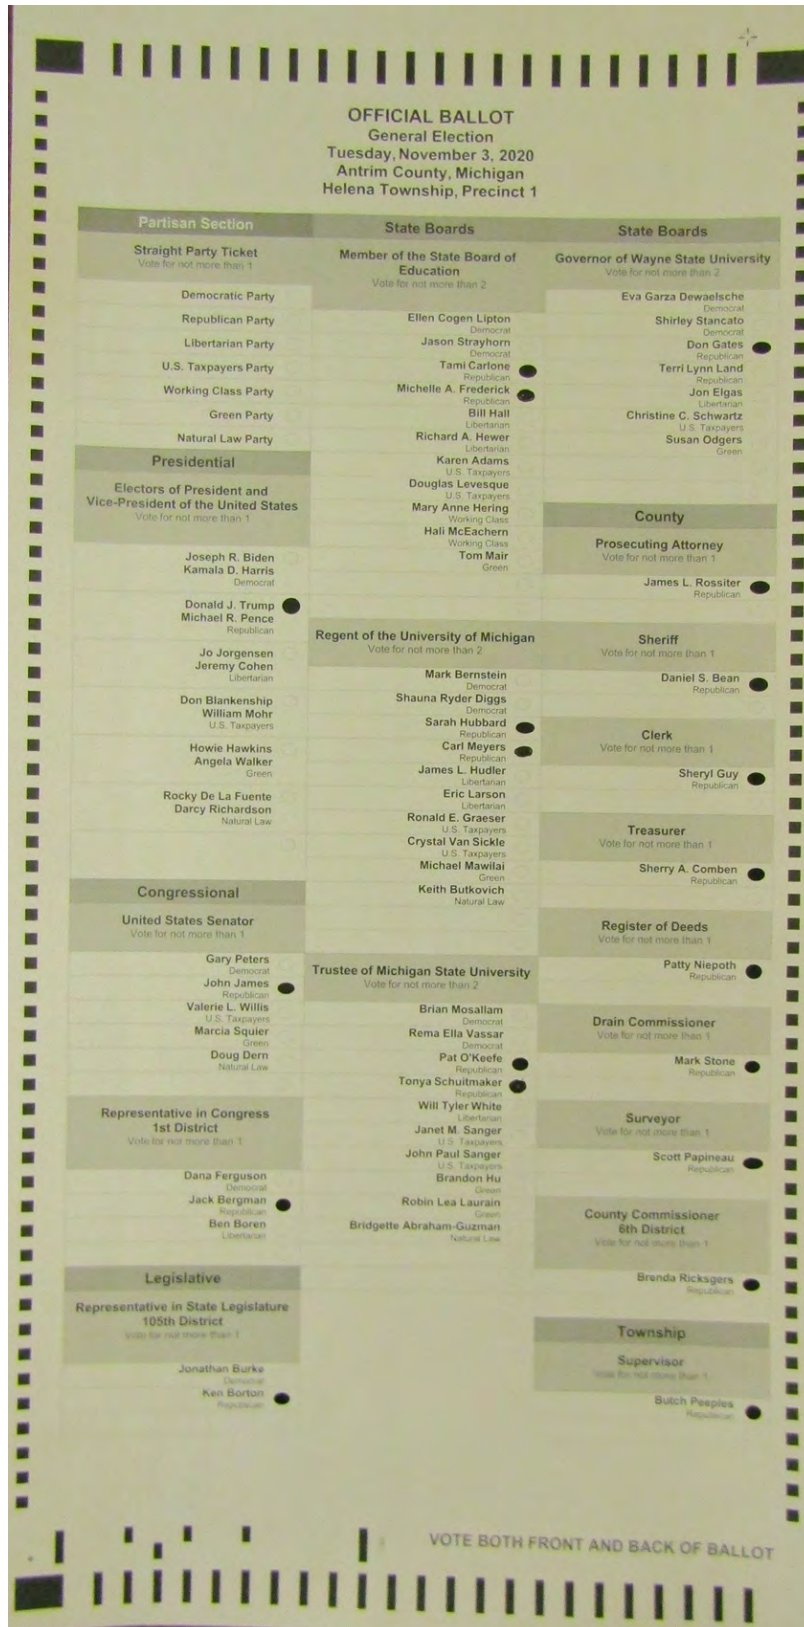 OFFICIAL BALLOT
General Election
Tuesday, November 3, 2020
Antrim County, Michigan
Helena Township, Precinct 1
Partisan Section
Straight Party Ticket
Vote for not more than 1
Democratic Party
Republican Party
Libertarian Party
U.S. Taxpayers Party
Working Class Party
Green Party
Natural Law Party
Presidential
Electors of President and
Vice-President of the United States
Vote for not more than 1
Joseph R. Biden
Kamala D. Harris
Democrat
Donald J. Trump
Michael R. Pence
Republican
Jo Jorgensen
Jeremy Cohen
Libertarian
Don Blankenship
William Mohr
U.S. Taxpayers
Howie Hawkins
Angela Walker
Green
Rocky De La Fuente
Darcy Richardson
Natural Law
Congressional
United States Senator
Vote for not more than 1
Gary Peters
Democrat
John James
Republican
Valerie L. Willis
U.S. Taxpayers
Marcia Squier
Green
Doug Dern
Natural Law
Representative in Congress
1st District
Vote for not more than 1
Dana Ferguson
Democrat
Jack Bergman
Republican
Ben Boren
Libertarian
Legislative
Representative in State Legislature
105th District
Vote for not more than 1
Jonathan Burke
Democrat
Ken Borton
Republican
State Boards
Member of the State Board of
Education
Vote for not more than 2
Ellen Cogen Lipton
Democrat
Jason Strayhorn
Democrat
Tami Carlone
Republican
Michelle A. Frederick
Republican
Bill Hall
Libertarian
Richard A. Hewer
Libertarian
Karen Adams
U.S. Taxpayers
Douglas Levesque
U.S. Taxpayers
Mary Anne Hering
Working Class
Hali McEachern
Working Class
Tom Mair
Green
Regent of the University of Michigan
Vote for not more than 2
Mark Bernstein
Democrat
Shauna Ryder Diggs
Democrat
Sarah Hubbard
Republican
Carl Meyers
Republican
James L. Hudler
Libertarian
Eric Larson
Libertarian
Ronald E. Graeser
U.S. Taxpayers
Crystal Van Sickle
U.S. Taxpayers
Michael Mawilai
Green
Keith Butkovich
Natural Law
Trustee of Michigan State University
Vote for not more than 2
Brian Mosallam
Democrat
Rema Ella Vassar
Democrat
Pat O'Keefe
Republican
Tonya Schuitmaker
Republican
Will Tyler White
Libertarian
Janet M. Sanger
U.S. Taxpayers
John Paul Sanger
U.S. Taxpayers
Brandon Hu
Green
Robin Lea Laurain
Green
Bridgette Abraham-Guzman
Natural Law
State Boards
Governor of Wayne State University
Vote for not more than 2
Eva Garza Dewaelsche
Democrat
Shirley Stancato
Democrat
Don Gates
Republican
Terri Lynn Land
Republican
Jon Elgas
Libertarian
Christine C. Schwartz
U.S. Taxpayers
Susan Odgers
Green
County
Prosecuting Attorney
Vote for not more than 1
James L. Rossiter
Republican
Sheriff
Vote for not more than 1
Daniel S. Bean
Republican
Clerk
Vote for not more than 1
Sheryl Guy
Republican
Treasurer
Vote for not more than 1
Sherry A. Comben
Republican
Register of Deeds
Vote for not more than 1
Patty Niepoth
Republican
Drain Commissioner
Vote for not more than 1
Mark Stone
Republican
Surveyor
Vote for not more than 1
Scott Papineau
Republican
County Commissioner
6th District
Vote for not more than 1
Brenda Ricksgers
Republican
Township
Supervisor
Vote for not more than 1
Butch Peeples
Republican
VOTE BOTH FRONT AND BACK OF BALLOT